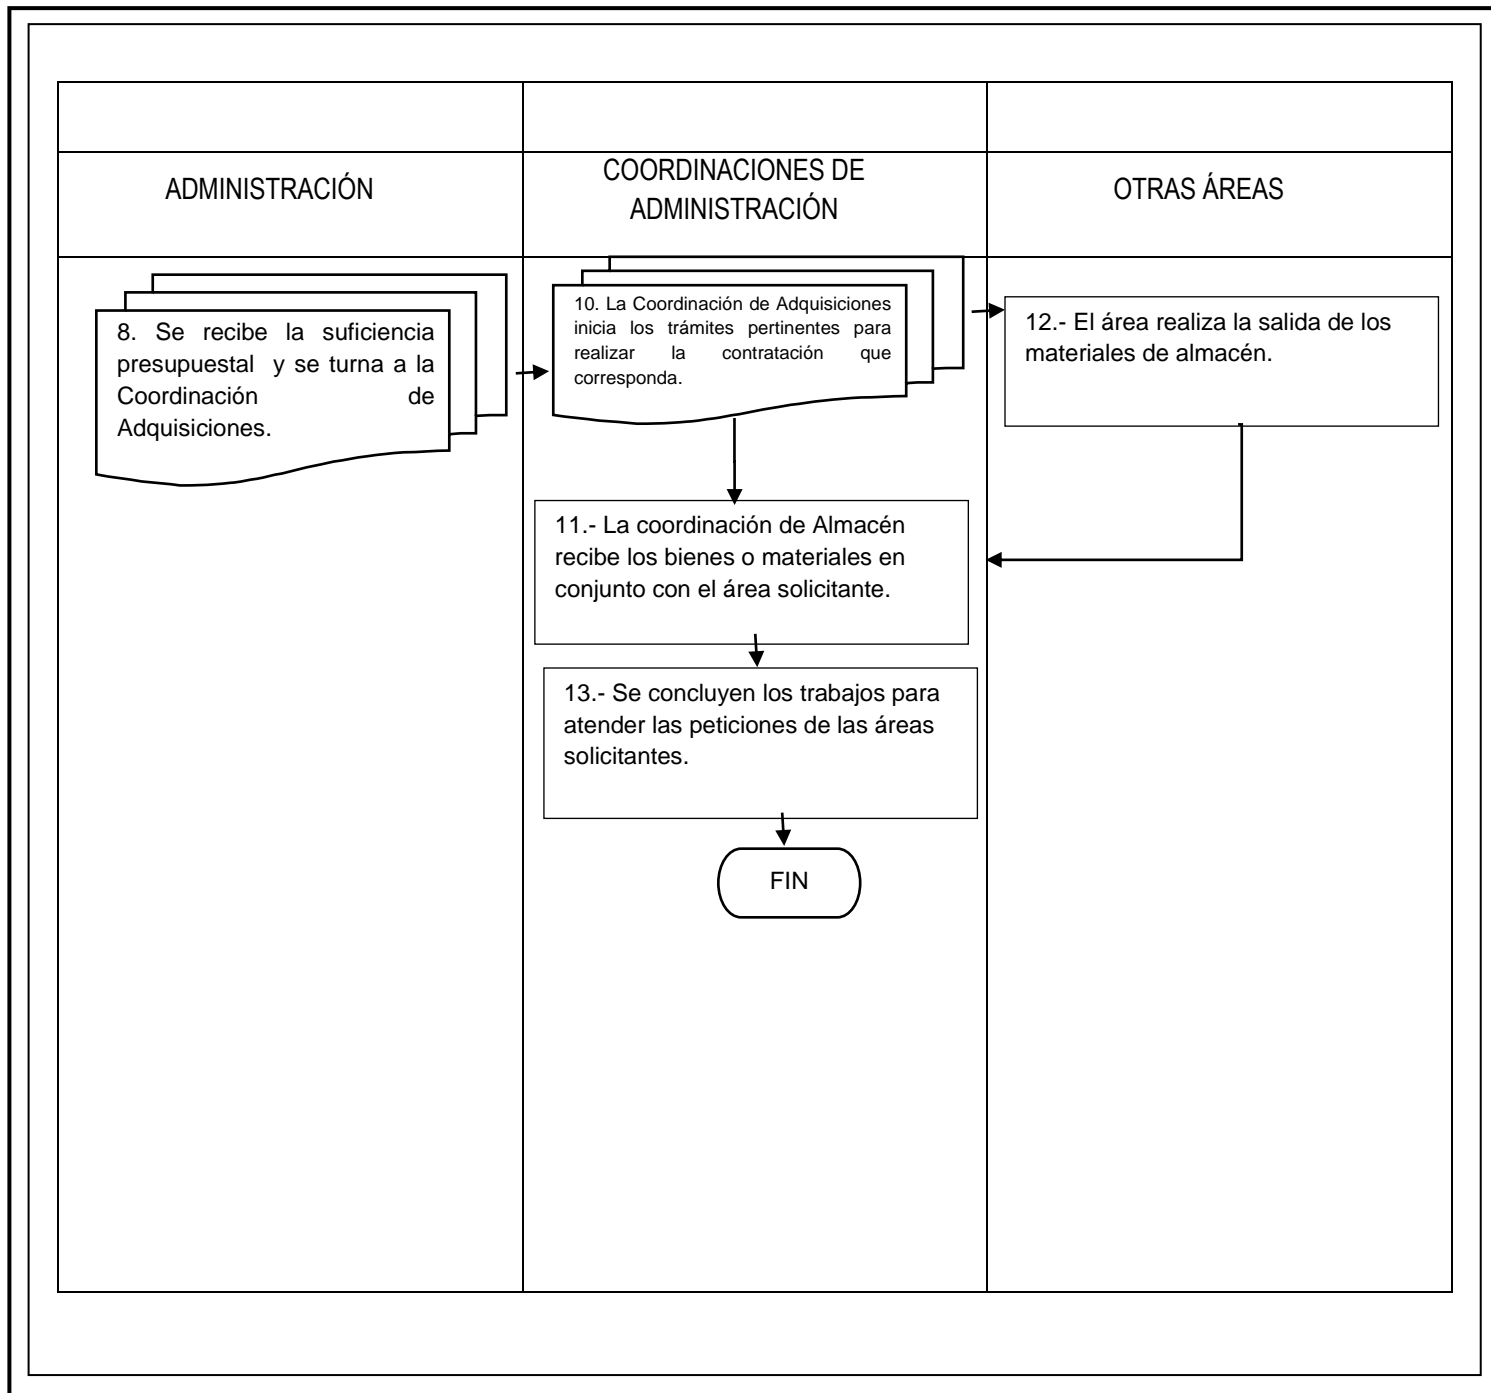 ADMINISTRACIÓN
COORDINACIONES DE
ADMINISTRACIÓN
OTRAS ÁREAS
8. Se recibe la suficiencia
presupuestal y se turna a la
Coordinación de
Adquisiciones.
10. La Coordinación de Adquisiciones
inicia los trámites pertinentes para
realizar la contratación que
corresponda.
12.- El área realiza la salida de los
materiales de almacén.
11.- La coordinación de Almacén
recibe los bienes o materiales en
conjunto con el área solicitante.
13.- Se concluyen los trabajos para
atender las peticiones de las áreas
solicitantes.
FIN